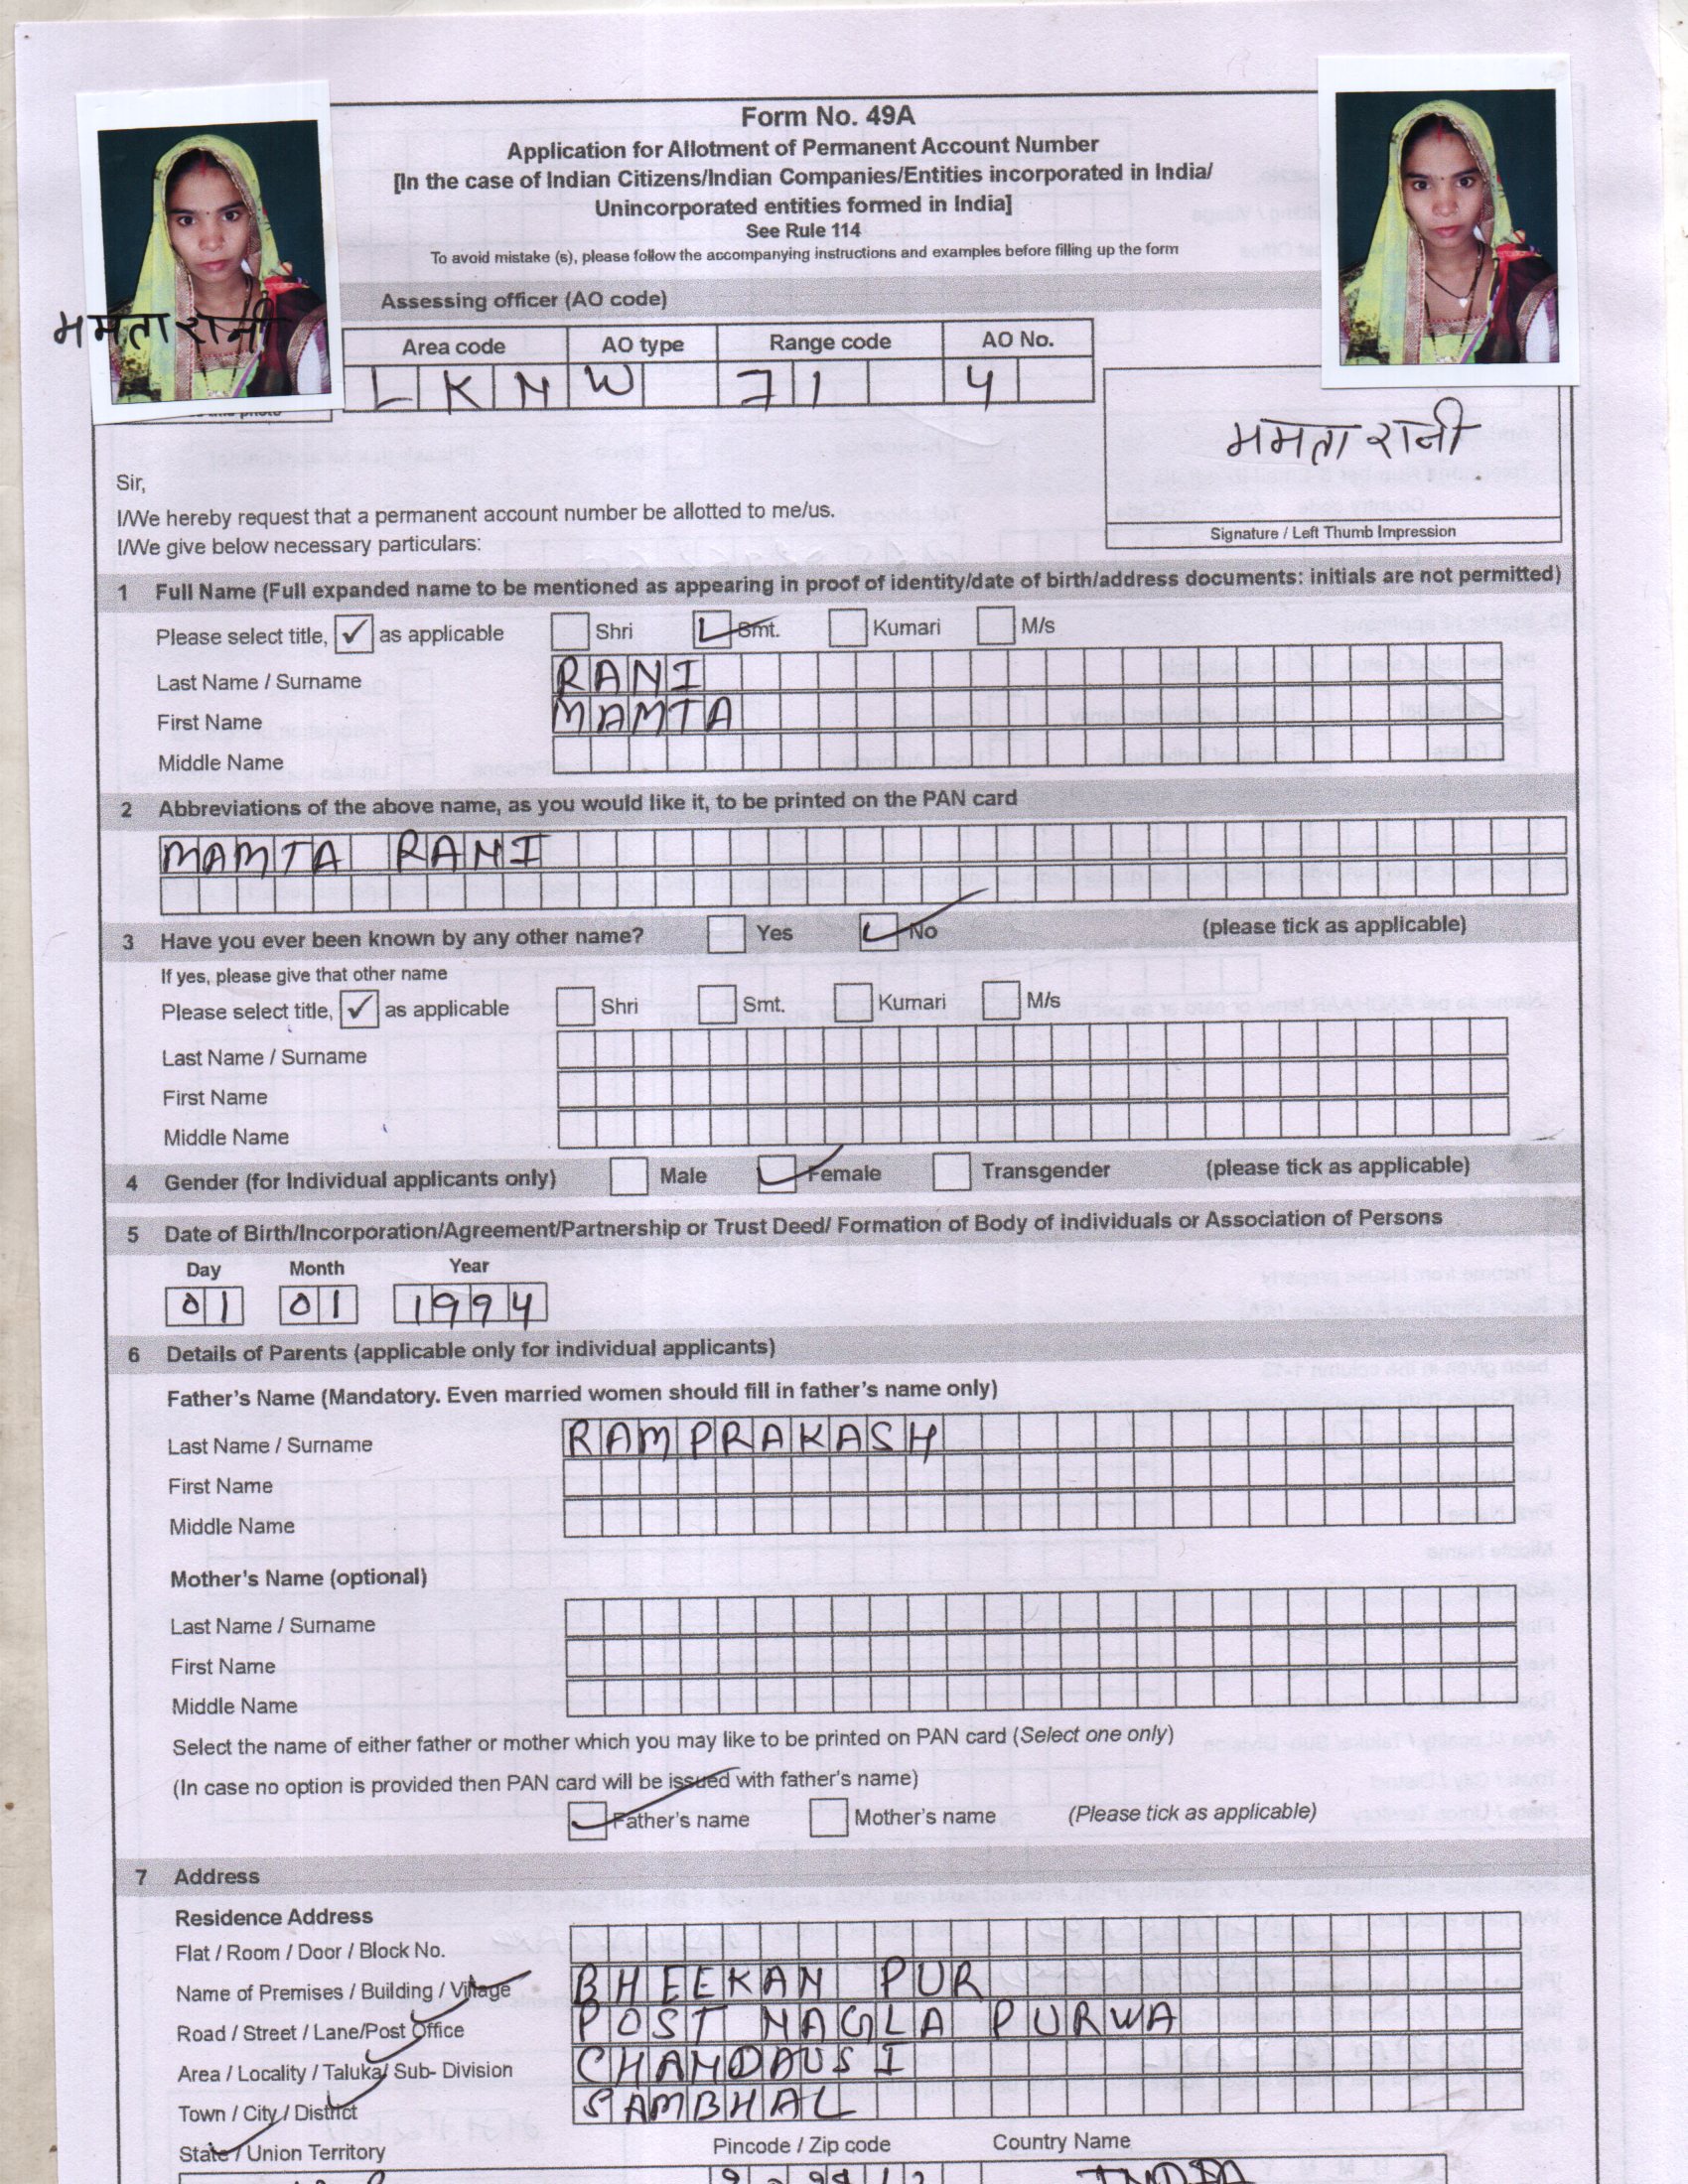 Form No. 49A
Application for Allotment of Permanent Account Number
[In the case of Indian Citizens/Indian Companies/Entities incorporated in India/
Unincorporated entities formed in India]
See Rule 114
To avoid mistake (s), please follow the accompanying instructions and examples before filling up the form
Assessing officer (AO code)
ममता रानी
Area code AO type Range code AO No.
L K N W 71 4
ममता रानी
Signature / Left Thumb Impression
Sir,
I/We hereby request that a permanent account number be allotted to me/us.
I/We give below necessary particulars:
1 Full Name (Full expanded name to be mentioned as appearing in proof of identity/date of birth/address documents: initials are not permitted)
Please select title, ✓ as applicable Shri Smt. Kumari M/s
Last Name / Surname RANI
First Name MAMTA
Middle Name
2 Abbreviations of the above name, as you would like it, to be printed on the PAN card
MAMTA RANI
3 Have you ever been known by any other name? Yes No (please tick as applicable)
If yes, please give that other name
Please select title, ✓ as applicable Shri Smt. Kumari M/s
Last Name / Surname
First Name
Middle Name
4 Gender (for Individual applicants only) Male Female Transgender (please tick as applicable)
5 Date of Birth/Incorporation/Agreement/Partnership or Trust Deed/ Formation of Body of individuals or Association of Persons
Day Month Year
01 01 1994
6 Details of Parents (applicable only for individual applicants)
Father's Name (Mandatory. Even married women should fill in father's name only)
Last Name / Surname RAMPRAKASH
First Name
Middle Name
Mother's Name (optional)
Last Name / Surname
First Name
Middle Name
Select the name of either father or mother which you may like to be printed on PAN card (Select one only)
(In case no option is provided then PAN card will be issued with father's name)
Father's name Mother's name (Please tick as applicable)
7 Address
Residence Address
Flat / Room / Door / Block No.
Name of Premises / Building / Village BHEEKAN PUR
Road / Street / Lane/Post Office POST NAGLA PURWA
Area / Locality / Taluka/ Sub- Division CHANDAUSI
Town / City / District SAMBHAL
State / Union Territory Pincode / Zip code Country Name
INDIA